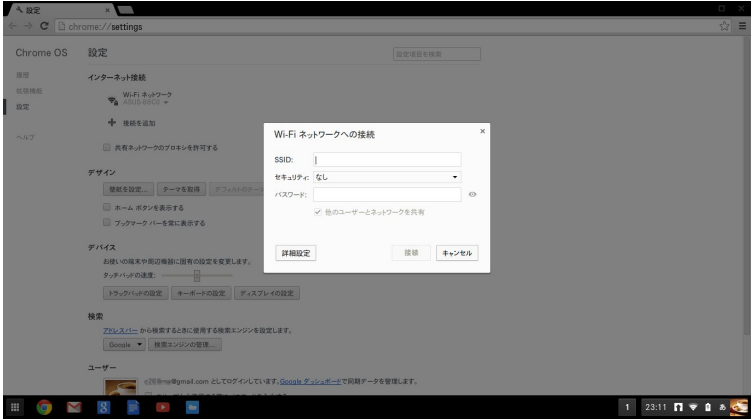 設定
chrome://settings
Chrome OS
設定
設定項目を検索
履歴
拡張機能
設定
ヘルプ
インターネット接続
Wi-Fi ネットワーク
接続を追加
共有ネットワークのプロキシを許可する
デザイン
壁紙を設定... テーマを取得
ホーム ボタンを表示する
ブックマーク バーを常に表示する
デバイス
お使いの端末や周辺機器に固有の設定を変更します。
タッチパッドの速度:
トラックパッドの設定 キーボードの設定 ディスプレイの設定
検索
アドレスバー から検索するときに使用する検索エンジンを設定します。
Google 検索エンジンの管理...
ユーザー
@gmail.com としてログインしています。Google ダッシュボードで同期データを管理します。
Wi-Fi ネットワークへの接続
SSID:
セキュリティ: なし
パスワード:
他のユーザーとネットワークを共有
詳細設定 接続 キャンセル
1 23:11 あ